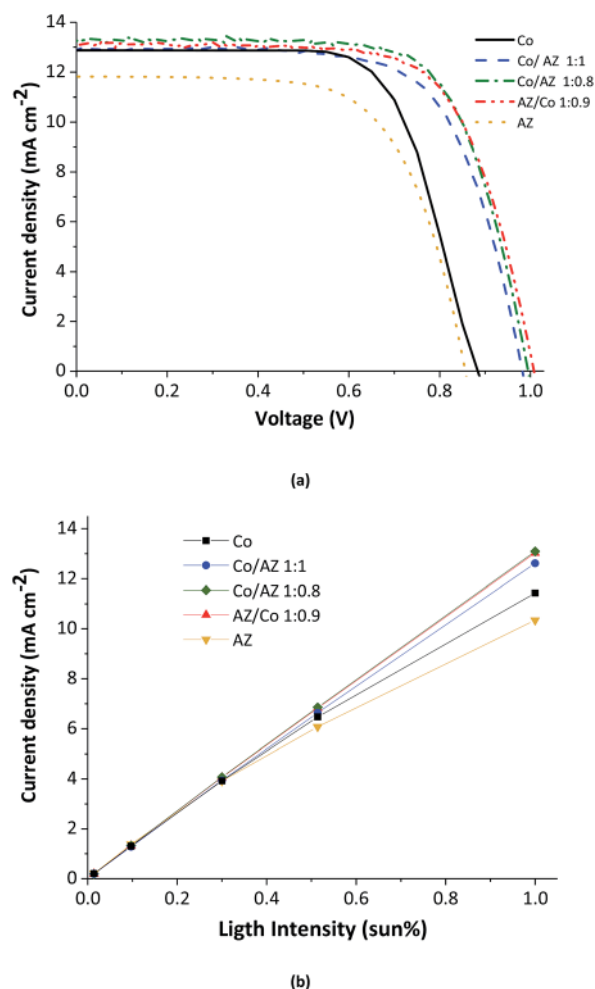 14
12
10
8
6
4
2
0
Current density (mA cm⁻²)
Co
Co/ AZ 1:1
Co/AZ 1:0.8
AZ/Co 1:0.9
AZ
0.0 0.2 0.4 0.6 0.8 1.0
Voltage (V)
(a)
14
12
10
8
6
4
2
0
Current density (mA cm⁻²)
Co
Co/AZ 1:1
Co/AZ 1:0.8
AZ/Co 1:0.9
AZ
0.0 0.2 0.4 0.6 0.8 1.0
Ligth Intensity (sun%)
(b)